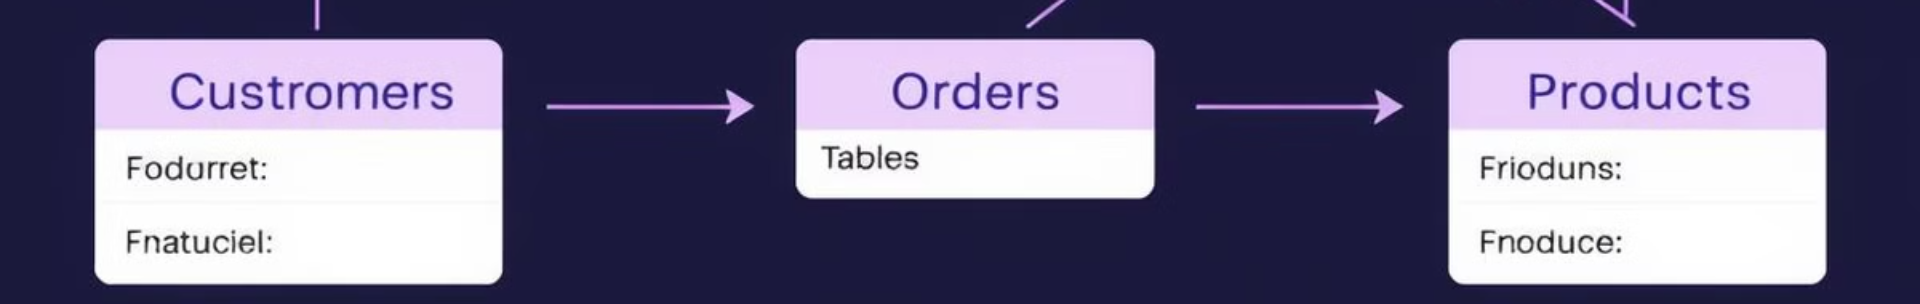 Custromers
Fodurret:
Fnatuciel:
Orders
Tables
Products
Frioduns:
Fnoduce: